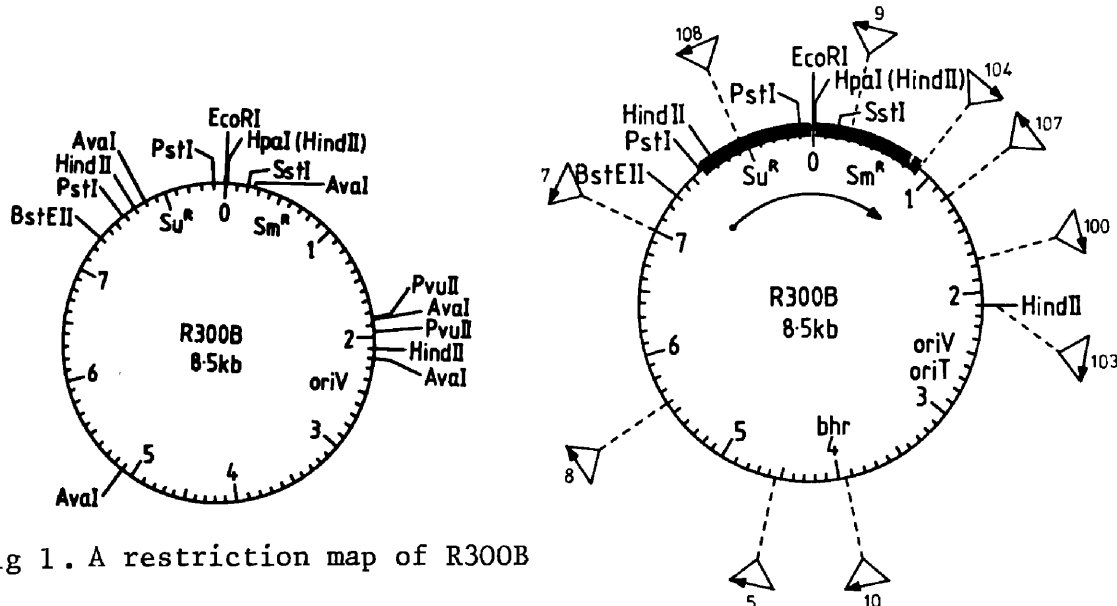 EcoRI
AvaI
HindII
PstI
BstEII
PstI
HpaI (HindII)
SstI
AvaI
0
Su^R
Sm^R
1
7
PvuII
AvaI
PvuII
2
HindII
AvaI
R300B
8·5kb
oriV
6
3
5
4
AvaI
g 1. A restriction map of R300B
108
9
EcoRI
104
PstI
HpaI (HindII)
HindII
SstI
107
PstI
BstEII
0
7
Su^R
Sm^R
1
7
100
R300B
8·5kb
2
HindII
oriV
oriT
103
6
3
bhr
5
4
8
5
10